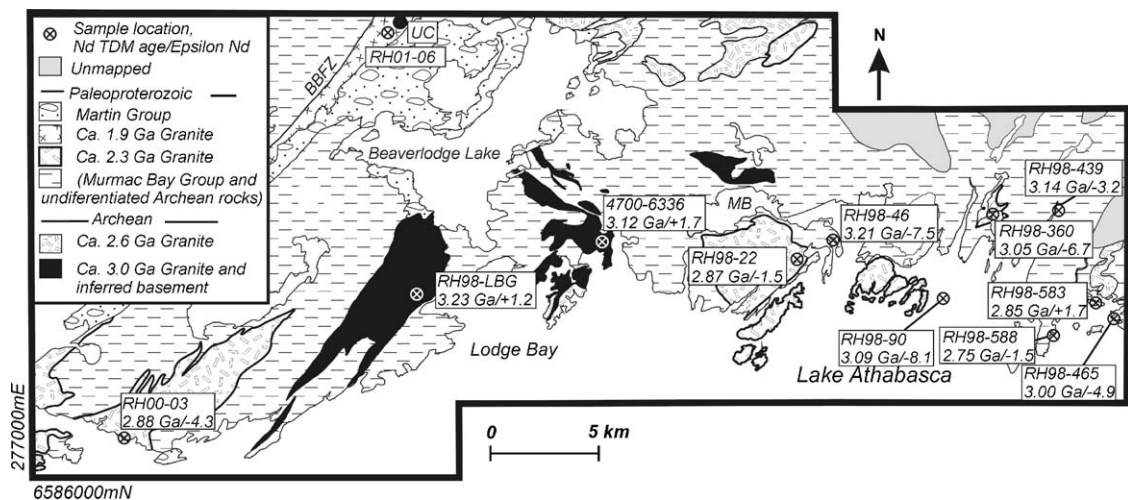 Sample location,
Nd TDM age/Epsilon Nd
Unmapped
Paleoproterozoic
Martin Group
Ca. 1.9 Ga Granite
Ca. 2.3 Ga Granite
(Murmac Bay Group and
undiferentiated Archean rocks)
Archean
Ca. 2.6 Ga Granite
Ca. 3.0 Ga Granite and
inferred basement
BBFZ
UC
RH01-06
N
Beaverlodge Lake
MB
4700-6336
3.12 Ga/+1.7
RH98-LBG
3.23 Ga/+1.2
RH98-22
2.87 Ga/-1.5
RH98-46
3.21 Ga/-7.5
RH98-439
3.14 Ga/-3.2
RH98-360
3.05 Ga/-6.7
RH98-583
2.85 Ga/+1.7
RH98-90
3.09 Ga/-8.1
RH98-588
2.75 Ga/-1.5
RH98-465
3.00 Ga/-4.9
Lodge Bay
Lake Athabasca
RH00-03
2.88 Ga/-4.3
0 5 km
277000mE
6586000mN